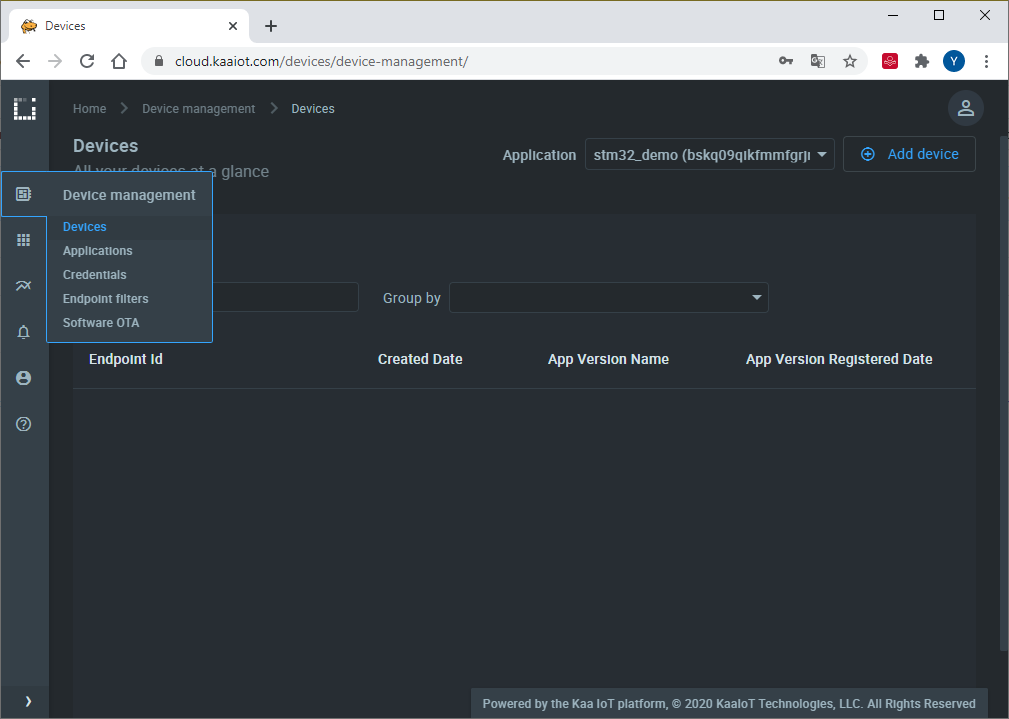 Devices
cloud.kaaiot.com/devices/device-management/
Y
Home Device management Devices
Devices
All your devices at a glance
Application stm32_demo Add device
Device management
Devices
Applications
Credentials
Endpoint filters
Software OTA
Group by
Endpoint Id Created Date App Version Name App Version Registered Date
Powered by the Kaa IoT platform, © 2020 KaaIoT Technologies, LLC. All Rights Reserved